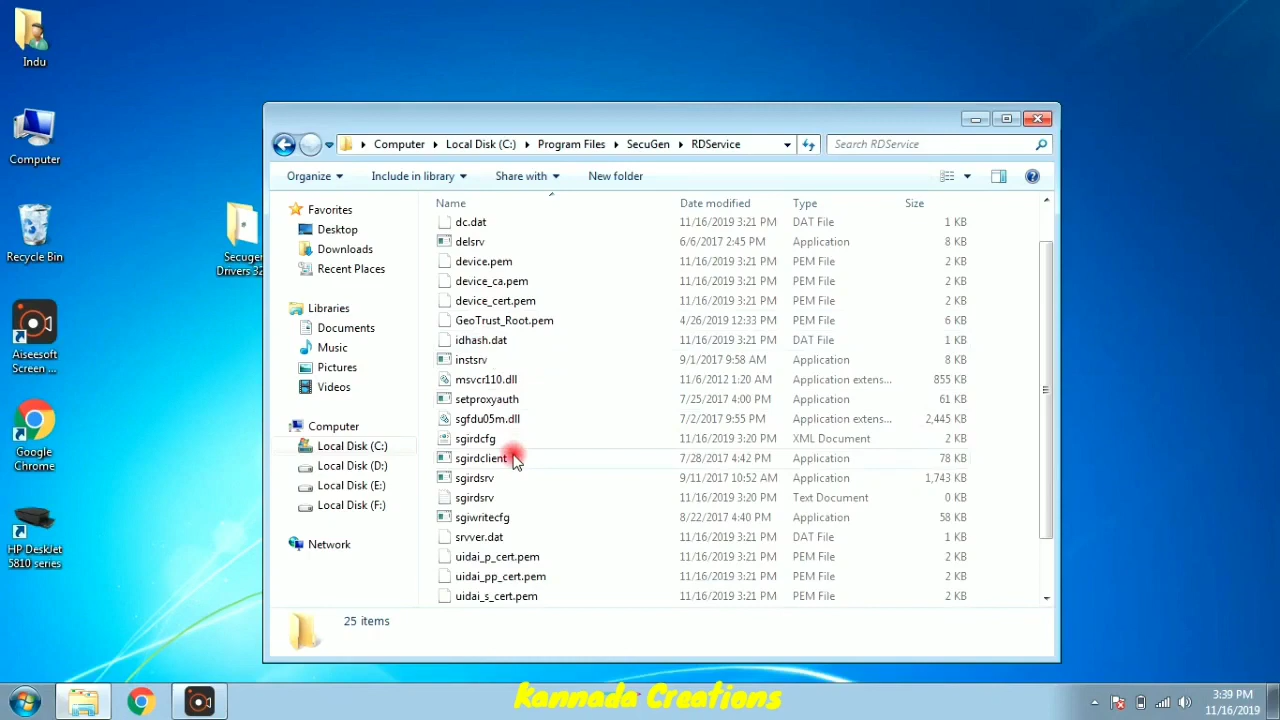 Indu
Computer
Recycle Bin
Aiseesoft
Screen ...
Google
Chrome
HP DeskJet
5810 series
Secugen
Drivers 32
Computer
Local Disk (C:)
Program Files
SecuGen
RDService
Search RDService
Organize
Include in library
Share with
New folder
Favorites
Desktop
Downloads
Recent Places
Libraries
Documents
Music
Pictures
Videos
Computer
Local Disk (C:)
Local Disk (D:)
Local Disk (E:)
Local Disk (F:)
Network
Name Date modified Type Size
dc.dat 11/16/2019 3:21 PM DAT File 1 KB
delsrv 6/6/2017 2:45 PM Application 8 KB
device.pem 11/16/2019 3:21 PM PEM File 2 KB
device_ca.pem 11/16/2019 3:21 PM PEM File 2 KB
device_cert.pem 11/16/2019 3:21 PM PEM File 2 KB
GeoTrust_Root.pem 4/26/2019 12:33 PM PEM File 6 KB
idhash.dat 11/16/2019 3:21 PM DAT File 1 KB
instsrv 9/1/2017 9:58 AM Application 8 KB
msvcr110.dll 11/6/2012 1:20 AM Application extens... 855 KB
setproxyauth 7/25/2017 4:00 PM Application 61 KB
sgfdu05m.dll 7/2/2017 9:55 PM Application extens... 2,445 KB
sgirdcfg 11/16/2019 3:20 PM XML Document 2 KB
sgirdclient 7/28/2017 4:42 PM Application 78 KB
sgirdsrv 9/11/2017 10:52 AM Application 1,743 KB
sgirdsrv 11/16/2019 3:20 PM Text Document 0 KB
sgiwritecfg 8/22/2017 4:40 PM Application 58 KB
srvver.dat 11/16/2019 3:21 PM DAT File 1 KB
uidai_p_cert.pem 11/16/2019 3:21 PM PEM File 2 KB
uidai_pp_cert.pem 11/16/2019 3:21 PM PEM File 2 KB
uidai_s_cert.pem 11/16/2019 3:21 PM PEM File 2 KB
25 items
Kannada Creations
3:39 PM
11/16/2019